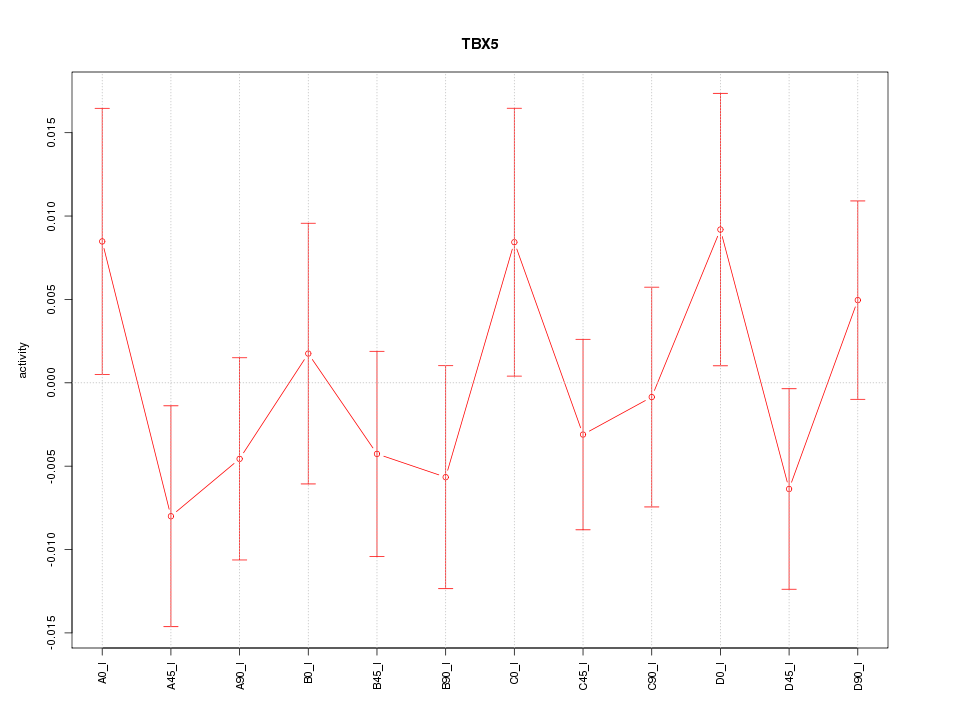 TBX5
activity
0.015
0.010
0.005
0.000
-0.005
-0.010
-0.015
A0_I
A45_I
A90_I
B0_I
B45_I
B90_I
C0_I
C45_I
C90_I
D0_I
D45_I
D90_I